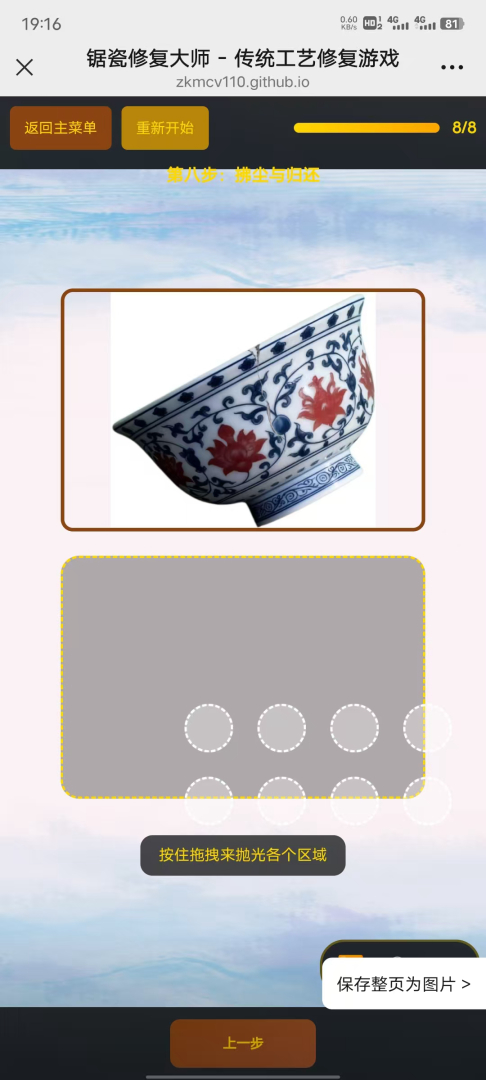 19:16
0.60 KB/s HD 1 2 4G 4G 81
锯瓷修复大师 - 传统工艺修复游戏
zkmcv110.github.io
返回主菜单
重新开始
8/8
第八步：拂尘与归还
按住拖拽来抛光各个区域
保存整页为图片 >
上一步